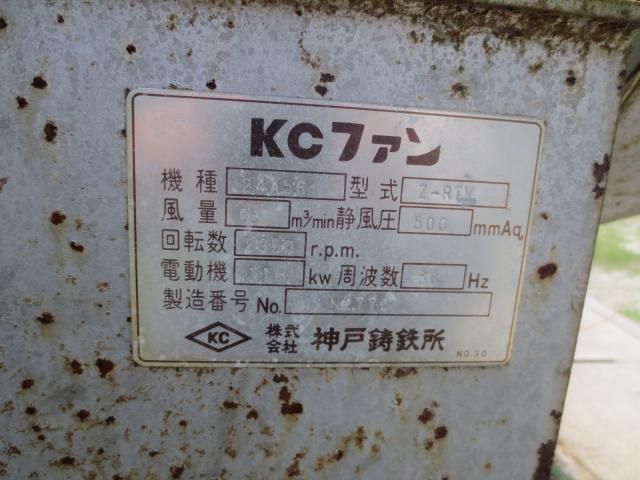 KCファン
機種 型式 Z-RTV
風量 m³/min 静風圧 500 mmAq
回転数 r.p.m.
電動機 kw 周波数 Hz
製造番号 No.
KC 株式会社 神戸鋳鉄所
NO.30